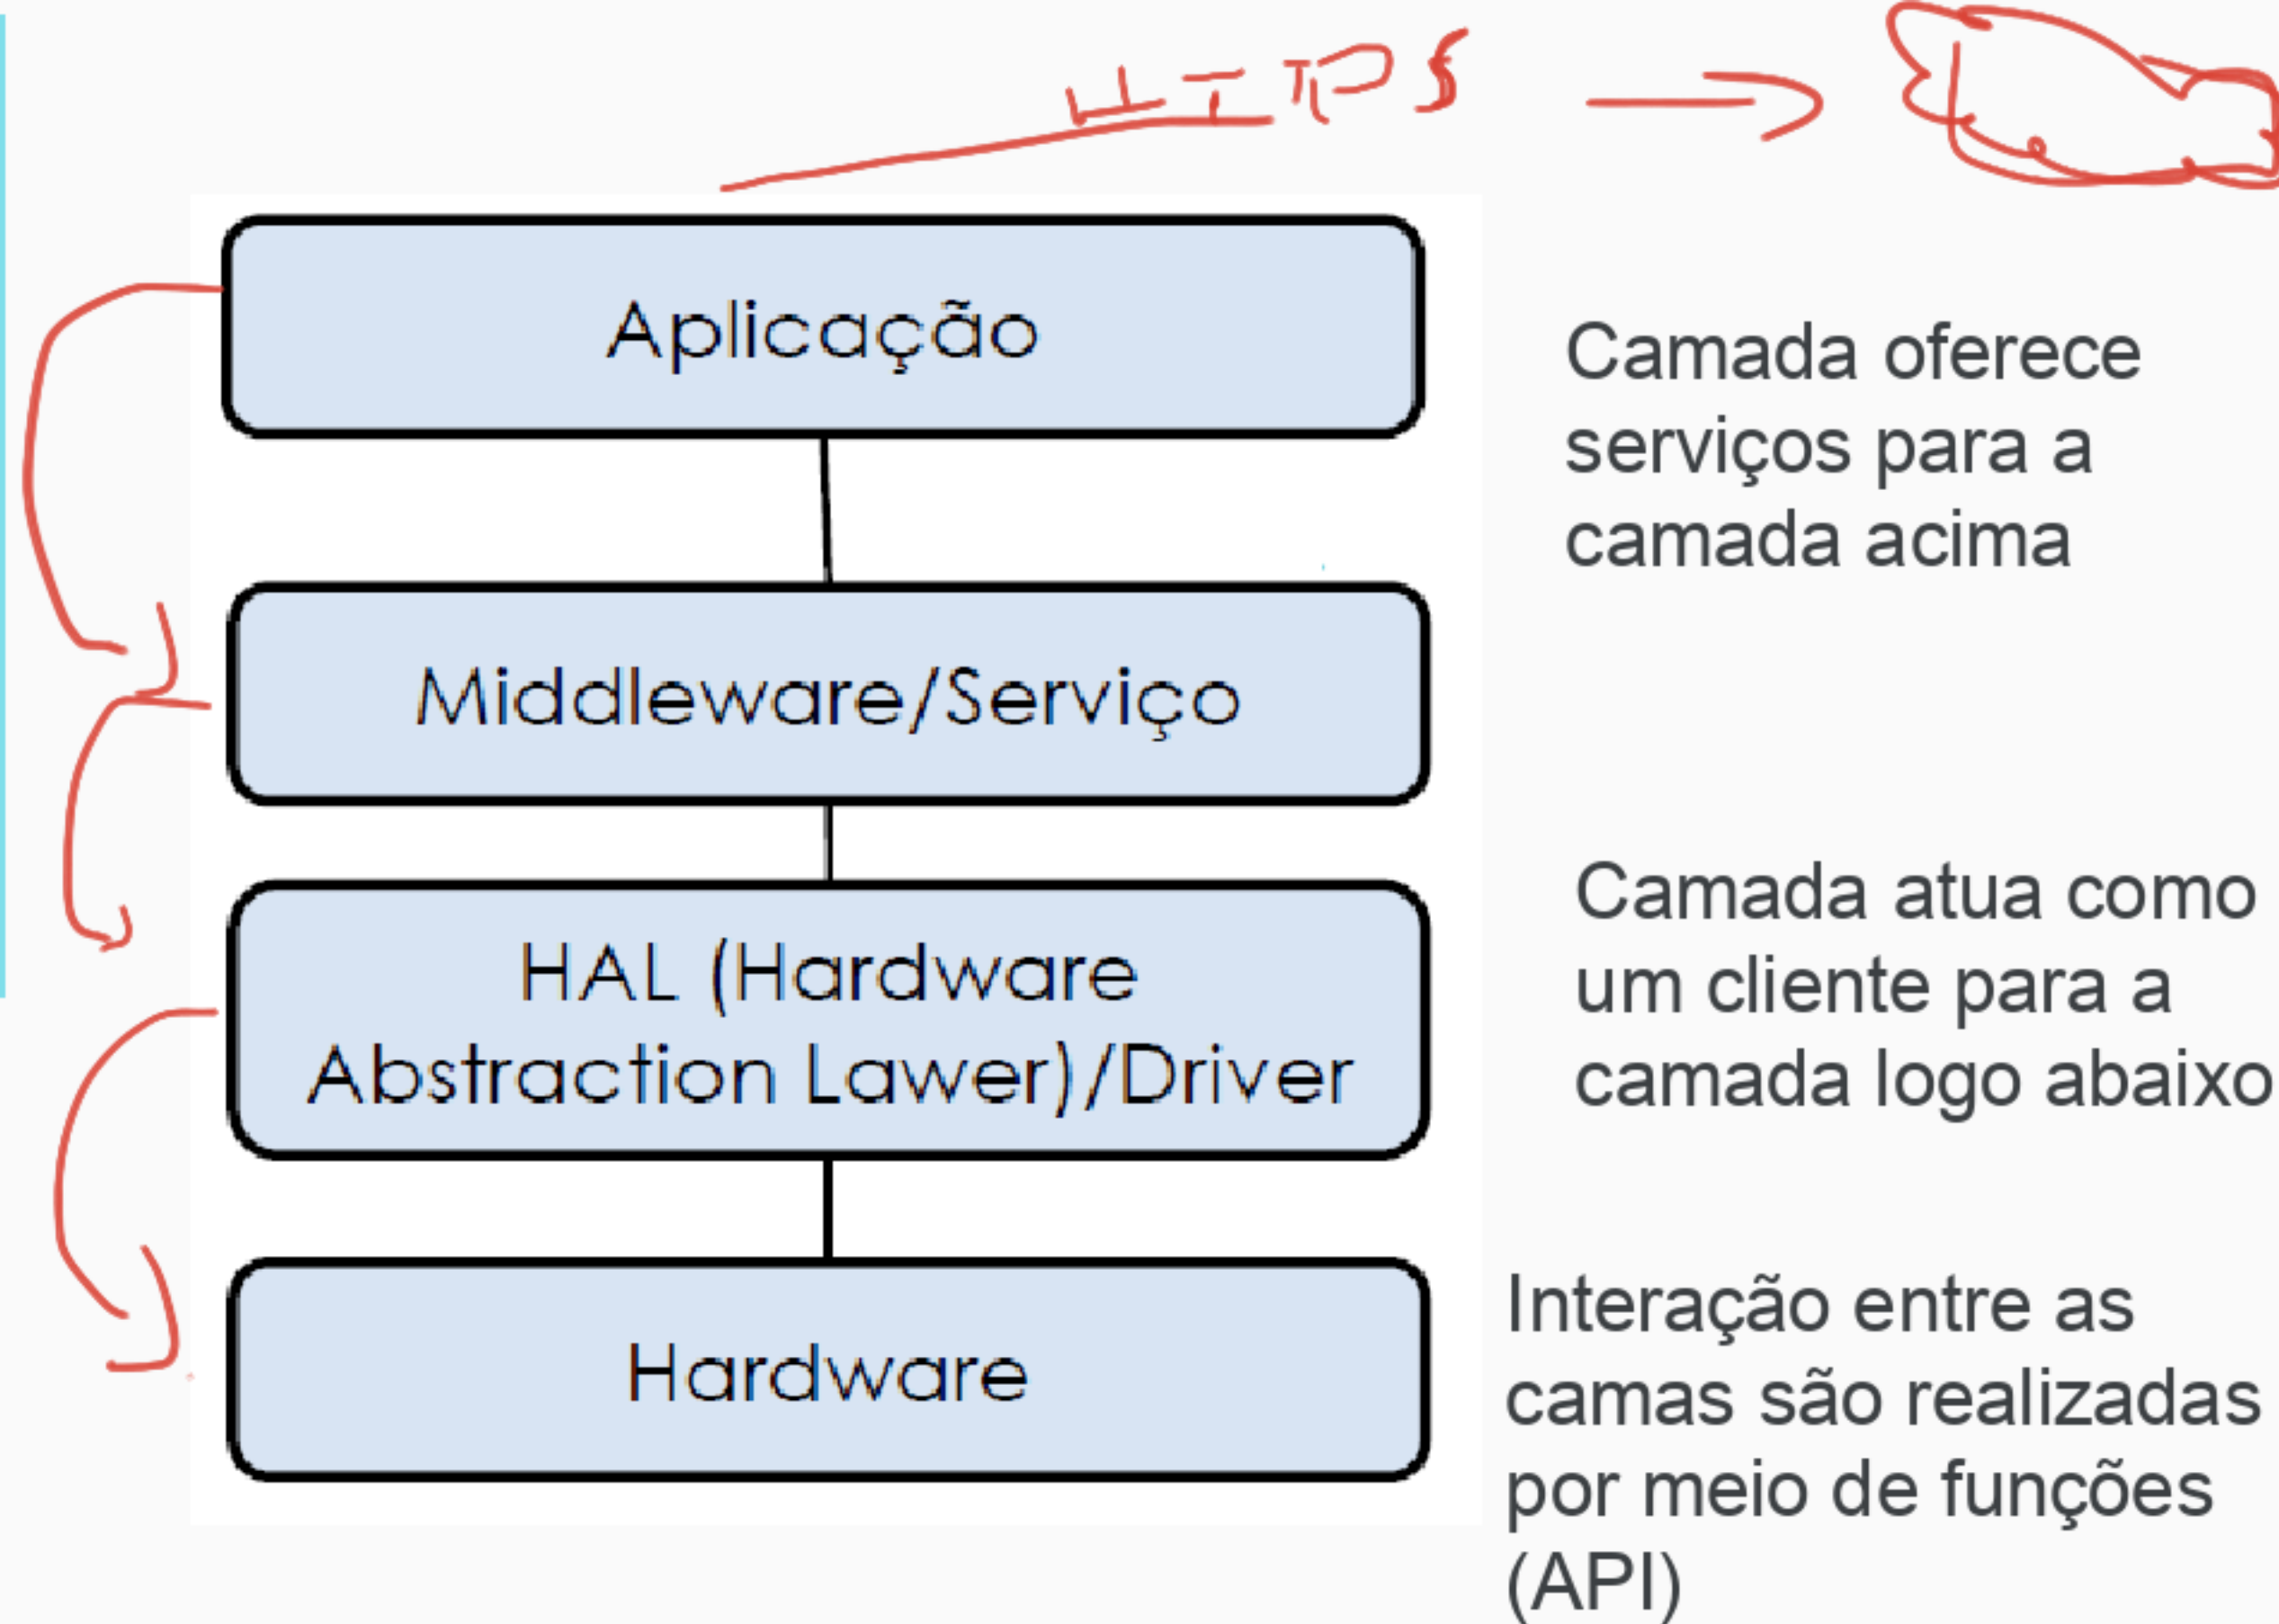 HTTPS
Aplicação
Camada oferece
serviços para a
camada acima
Middleware/Serviço
Camada atua como
um cliente para a
camada logo abaixo
HAL (Hardware
Abstraction Lawer)/Driver
Hardware
Interação entre as
camas são realizadas
por meio de funções
(API)